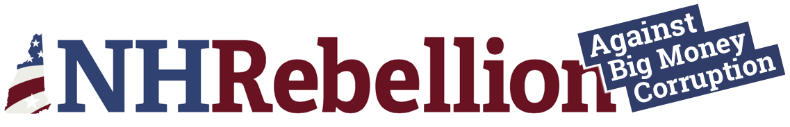 NHRebellion
Against
Big Money
Corruption